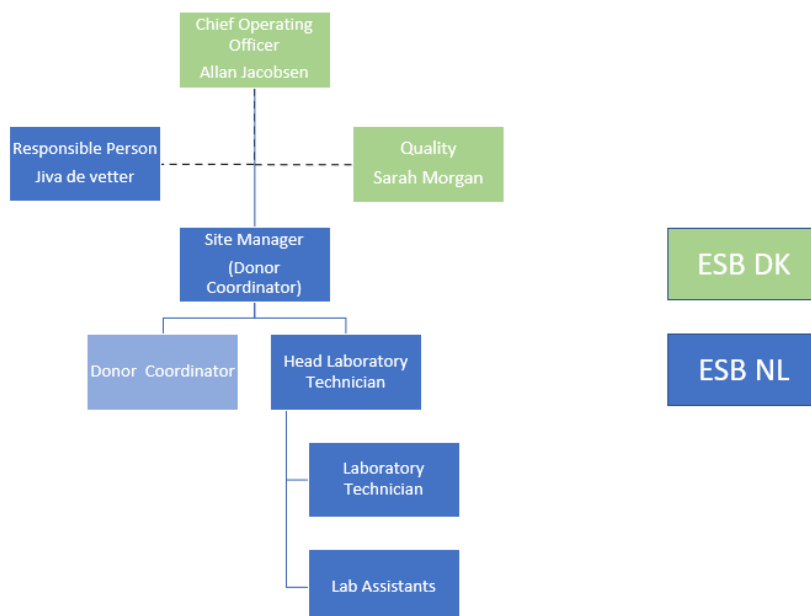 Chief Operating
Officer
Allan Jacobsen
Responsible Person
Jiva de vetter
Quality
Sarah Morgan
Site Manager
(Donor
Coordinator)
ESB DK
Donor Coordinator
Head Laboratory
Technician
ESB NL
Laboratory
Technician
Lab Assistants